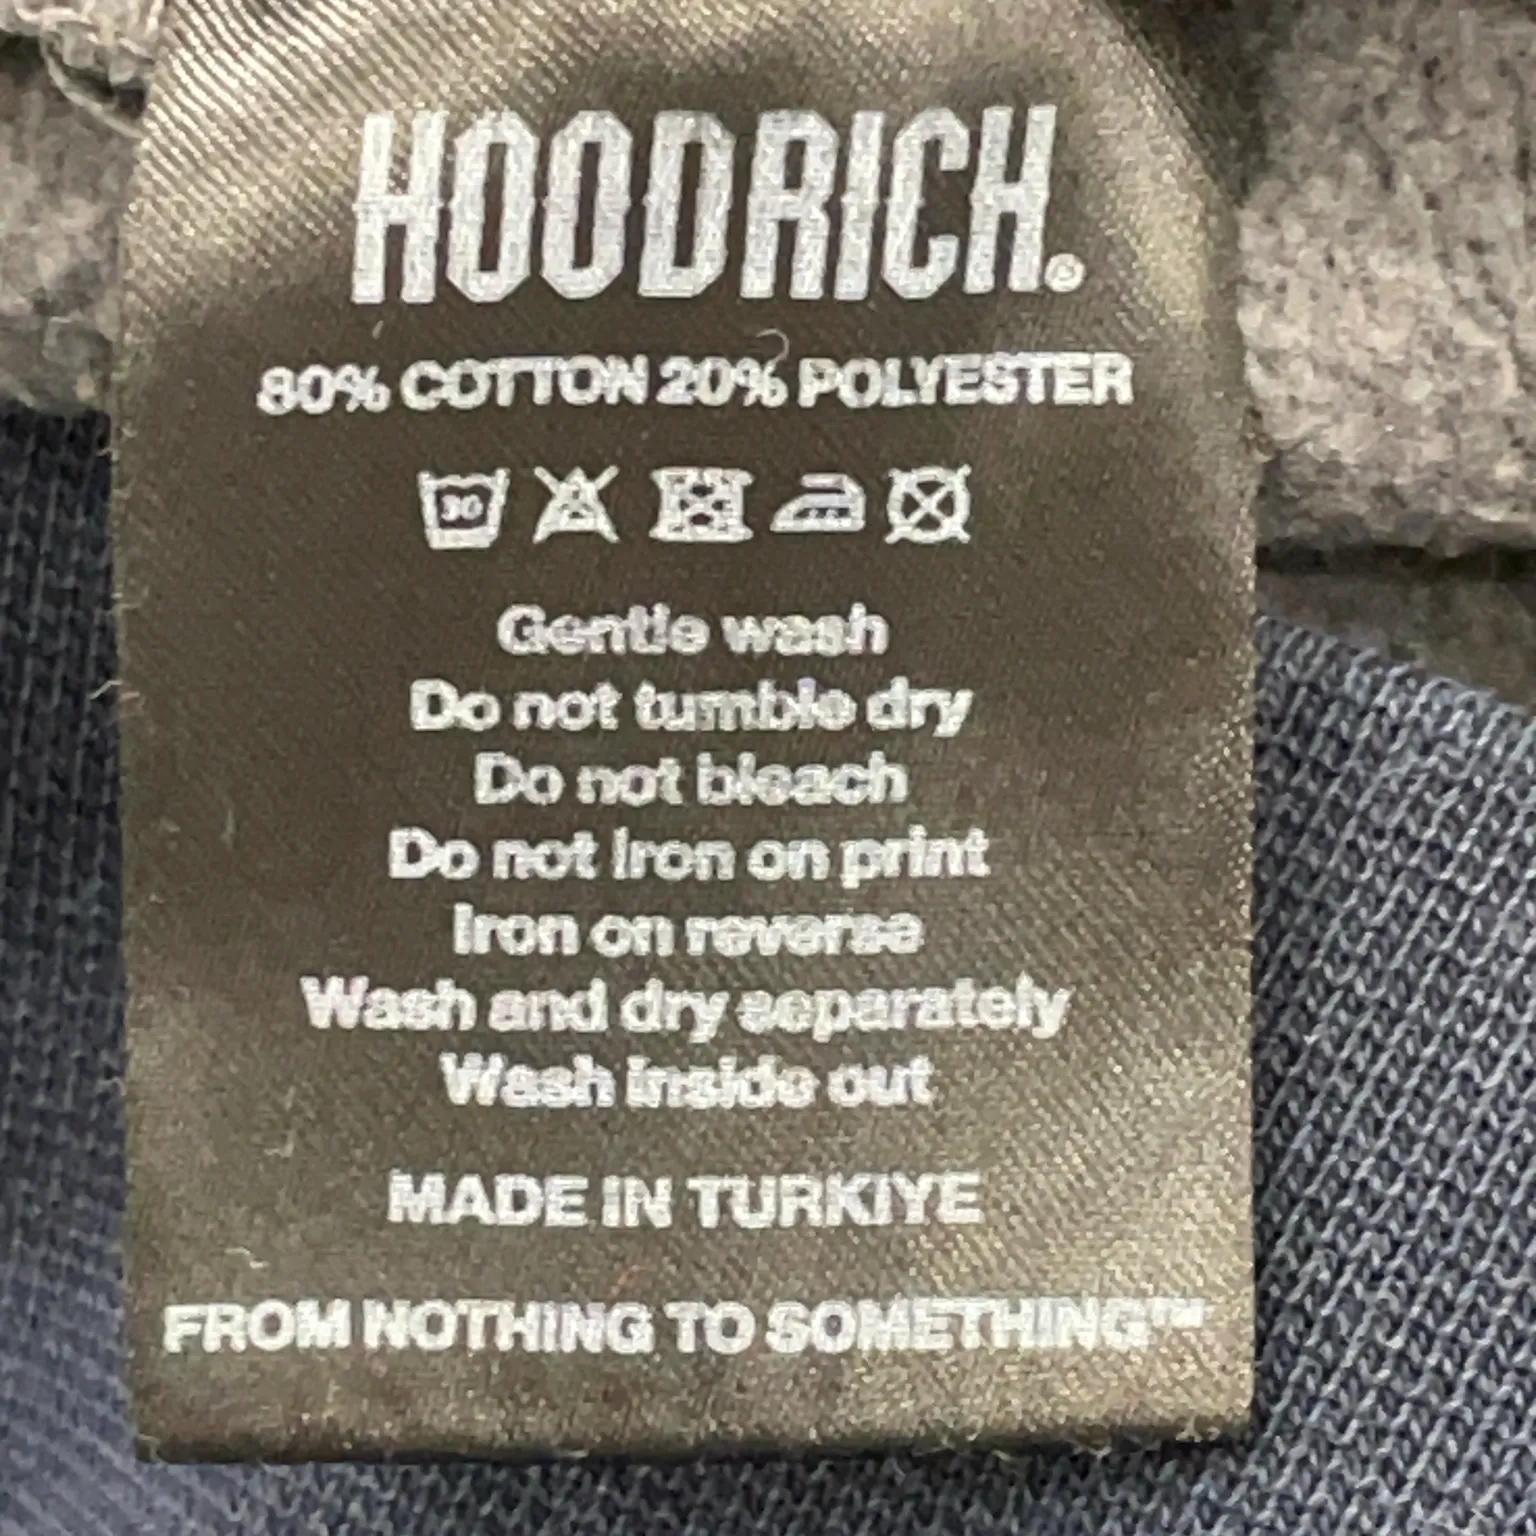 HOODRICH®
80% COTTON 20% POLYESTER
30
Gentle wash
Do not tumble dry
Do not bleach
Do not iron on print
Iron on reverse
Wash and dry separately
Wash inside out
MADE IN TURKIYE
FROM NOTHING TO SOMETHING™